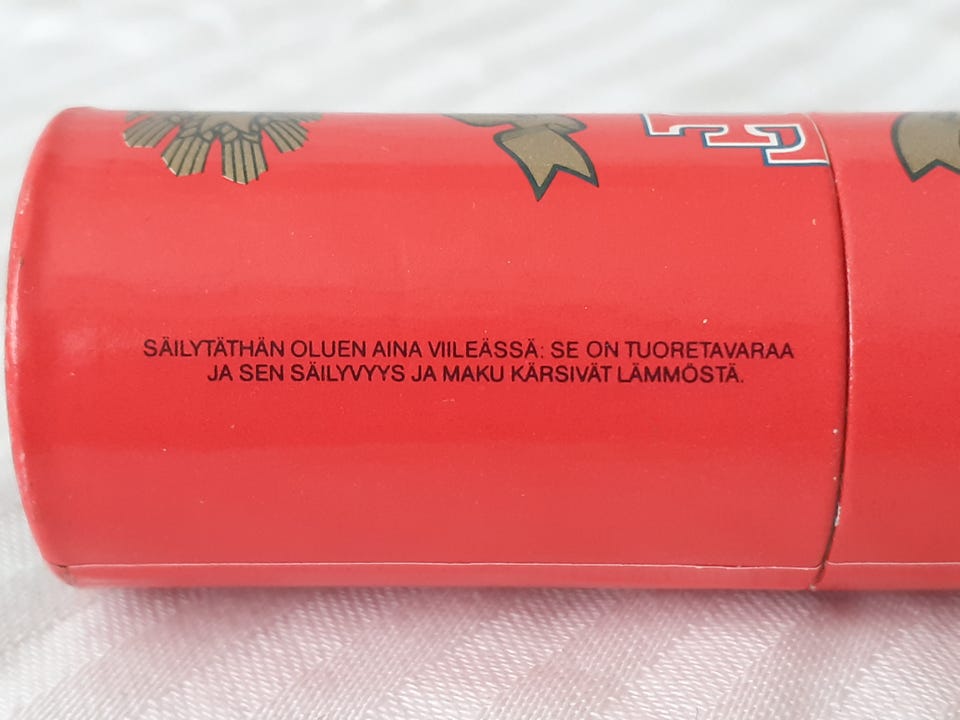 SÄILYTÄTHÄN OLUEN AINA VIILEÄSSÄ: SE ON TUORETAVARAA
JA SEN SÄILYVYYS JA MAKU KÄRSIVÄT LÄMMÖSTÄ.